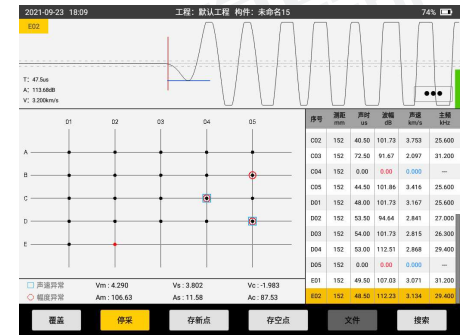 2021-09-23 18:09 工程：默认工程 构件：未命名15 74%
E02
T： 47.5us
A： 113.68dB
V： 3.200km/s
01 02 03 04 05
A
B
C
D
E
序号 测距 mm 声时 us 波幅 dB 声速 km/s 主频 kHz
C02 152 40.50 101.73 3.753 25.600
C03 152 72.50 91.67 2.097 31.200
C04 152 0.00 0.00 0.000 ---
C05 152 44.50 101.86 3.416 25.600
D01 152 48.00 101.73 3.167 25.600
D02 152 53.50 94.64 2.841 27.000
D03 152 54.00 101.73 2.815 26.300
D04 152 53.00 112.51 2.868 29.400
D05 152 0.00 0.00 0.000 ---
E01 152 49.50 107.03 3.071 31.200
E02 152 48.50 112.23 3.134 29.400
声速异常 Vm : 4.290 Vs : 3.802 Vc : -1.983
幅度异常 Am : 106.63 As : 11.58 Ac : 87.53
覆盖 停采 存新点 存空点 文件 搜索